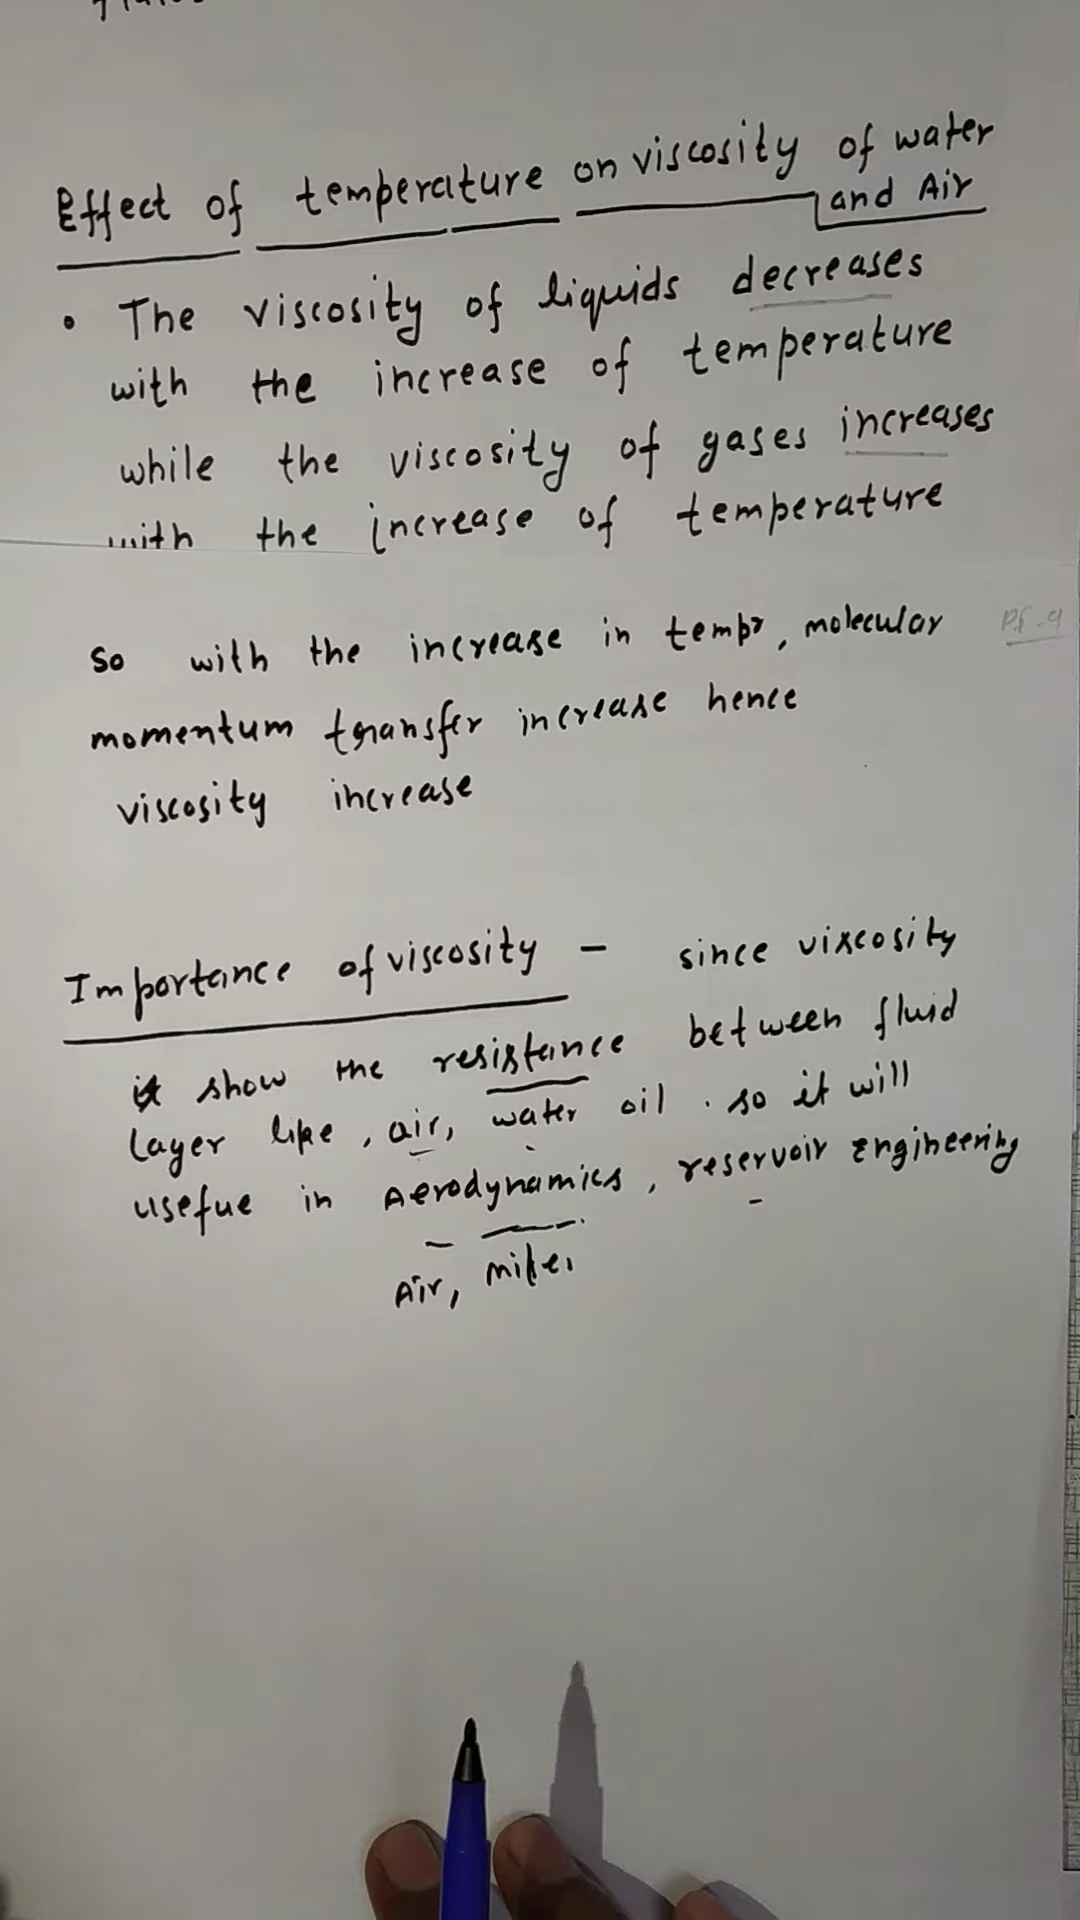 Effect of temperature on viscosity of water
and Air
• The viscosity of liquids decreases
with the increase of temperature
while the viscosity of gases increases
with the increase of temperature
so with the increase in tempr, molecular
momentum transfer increase hence
viscosity increase
Importance of viscosity - since vixcosity
it show the resistance between fluid
layer like, air, water oil. so it will
usefue in Aerodynamics, reservoir Engineering
Air,